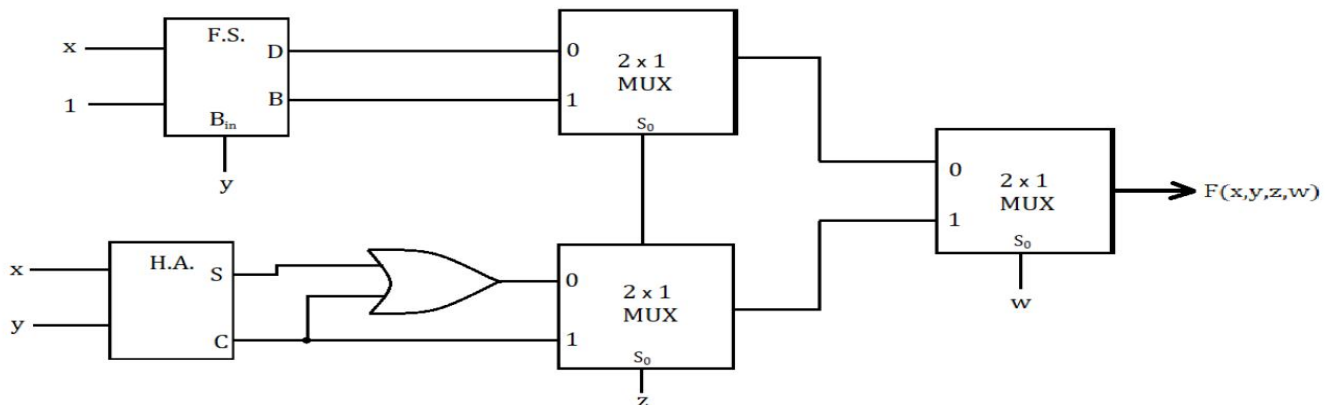 x
1
F.S.
D
B
B_in
y
0
1
2 x 1
MUX
S_0
x
y
H.A.
S
C
0
1
2 x 1
MUX
S_0
z
0
1
2 x 1
MUX
S_0
w
F(x,y,z,w)